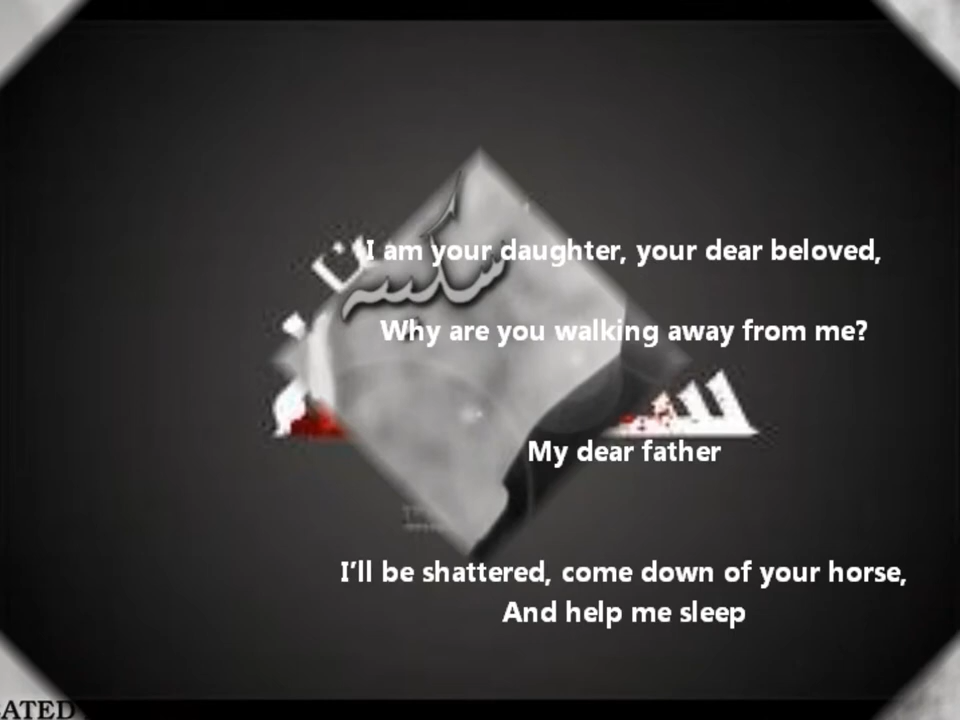 I am your daughter, your dear beloved,
سكينه
Why are you walking away from me?
My dear father
I'll be shattered, come down of your horse,
And help me sleep
ATED